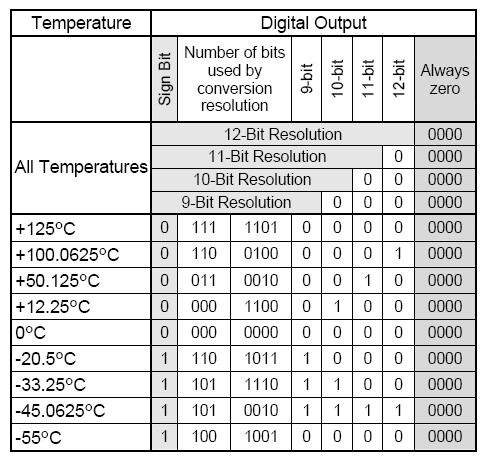 Temperature Digital Output
Sign Bit Number of bits used by conversion resolution 9-bit 10-bit 11-bit 12-bit Always zero
All Temperatures
12-Bit Resolution 0000
11-Bit Resolution 0 0000
10-Bit Resolution 0 0 0000
9-Bit Resolution 0 0 0 0000
+125°C 0 111 1101 0 0 0 0 0000
+100.0625°C 0 110 0100 0 0 0 1 0000
+50.125°C 0 011 0010 0 0 1 0 0000
+12.25°C 0 000 1100 0 1 0 0 0000
0°C 0 000 0000 0 0 0 0 0000
-20.5°C 1 110 1011 1 0 0 0 0000
-33.25°C 1 101 1110 1 1 0 0 0000
-45.0625°C 1 101 0010 1 1 1 1 0000
-55°C 1 100 1001 0 0 0 0 0000